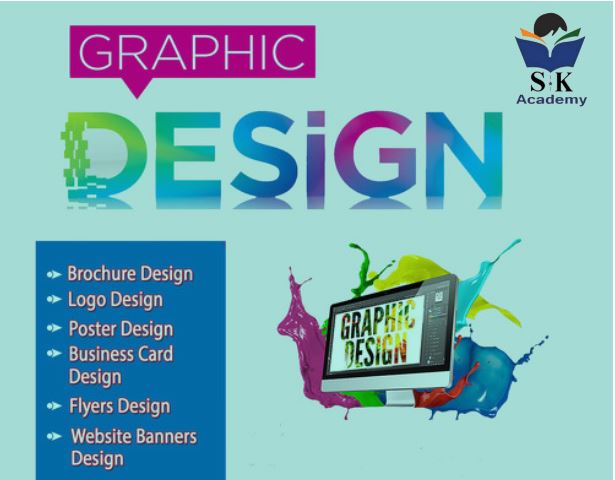 GRAPHIC
DESiGN
S K
Academy
Brochure Design
Logo Design
Poster Design
Business Card
Design
Flyers Design
Website Banners
Design
GRAPHIC
DESIGN